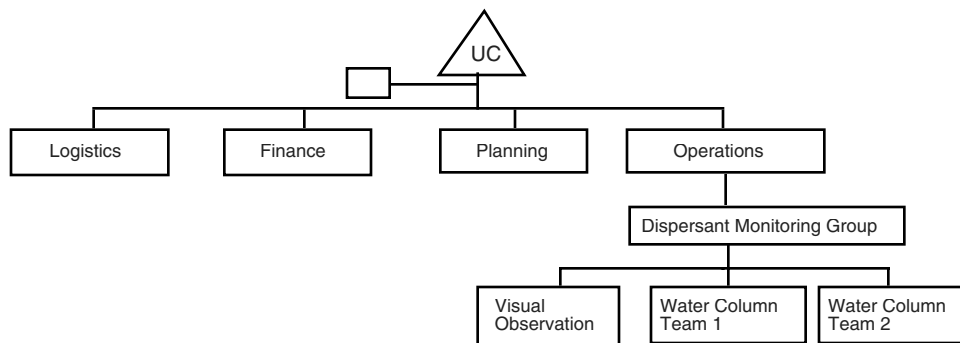 UC
Logistics
Finance
Planning
Operations
Dispersant Monitoring Group
Visual
Observation
Water Column
Team 1
Water Column
Team 2